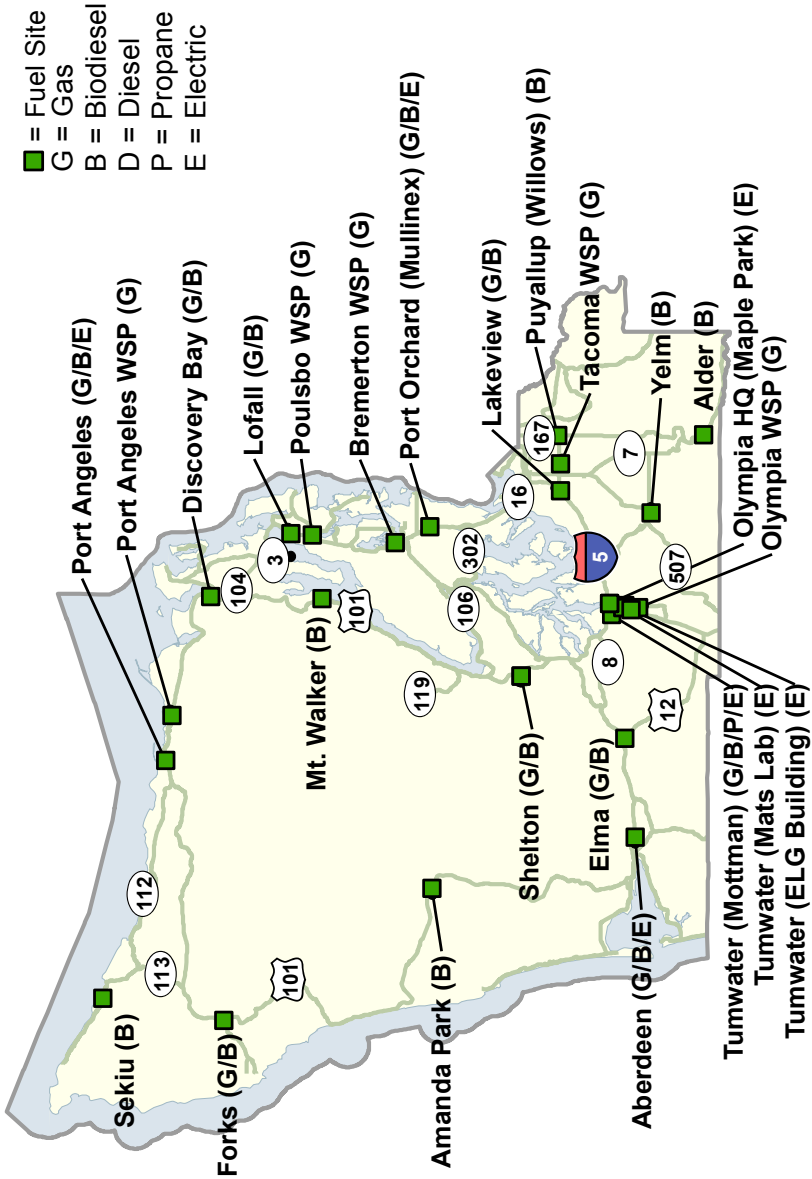 = Fuel Site
G = Gas
B = Biodiesel
D = Diesel
P = Propane
E = Electric
Port Angeles (G/B/E)
Port Angeles WSP (G)
Discovery Bay (G/B)
Lofall (G/B)
Poulsbo WSP (G)
Bremerton WSP (G)
Port Orchard (Mullinex) (G/B/E)
Lakeview (G/B)
Puyallup (Willows) (B)
Tacoma WSP (G)
Yelm (B)
Alder (B)
Olympia HQ (Maple Park) (E)
Olympia WSP (G)
Sekiu (B)
Forks (G/B)
Mt. Walker (B)
Amanda Park (B)
Shelton (G/B)
Elma (G/B)
Aberdeen (G/B/E)
Tumwater (Mottman) (G/B/P/E)
Tumwater (Mats Lab) (E)
Tumwater (ELG Building) (E)
112
113
101
104
3
101
119
106
302
16
167
7
5
507
8
12